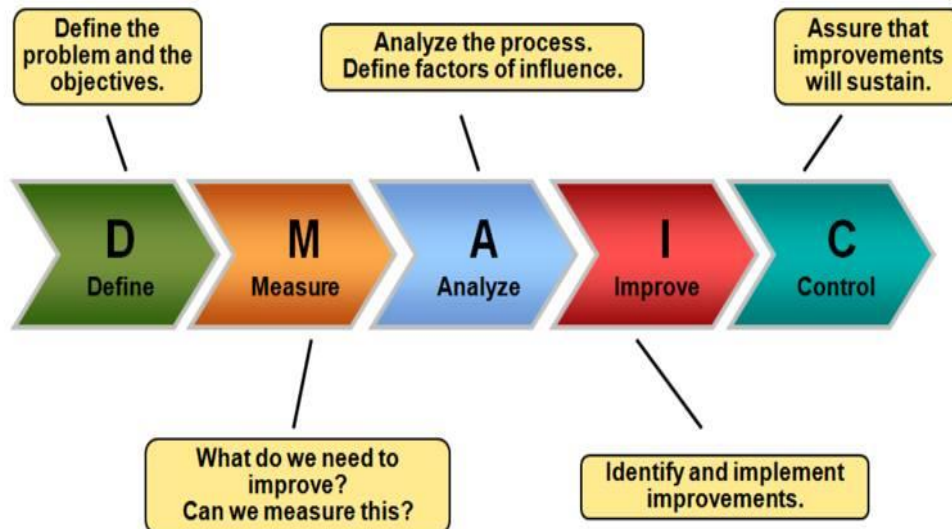 Define the
problem and the
objectives.
Analyze the process.
Define factors of influence.
Assure that
improvements
will sustain.
D
Define
M
Measure
A
Analyze
I
Improve
C
Control
What do we need to
improve?
Can we measure this?
Identify and implement
improvements.